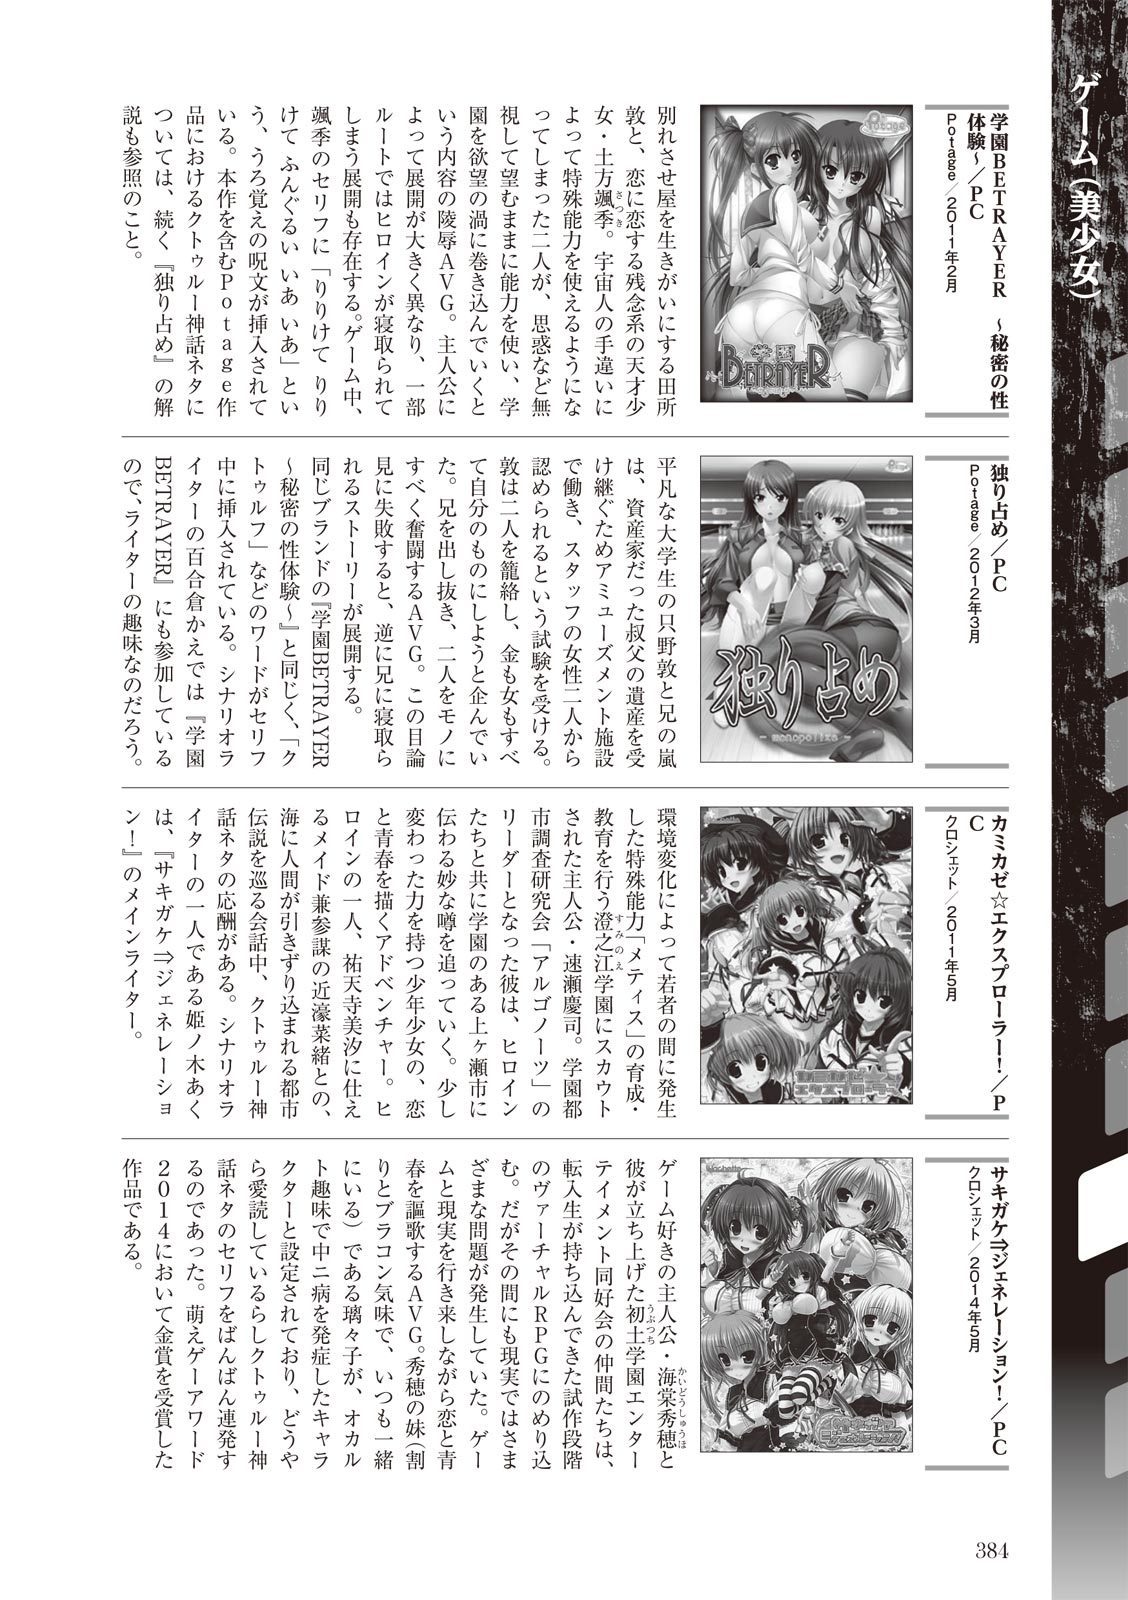 ゲーム（美少女）
学園BETRAYER　～秘密の性
体験～／PC
Potage／2011年2月
Potage
学園
BETRAYER
別れさせ屋を生きがいにする田所
敦と、恋に恋する残念系の天才少
女・土方颯季。宇宙人の手違いに
さつき
よって特殊能力を使えるようにな
ってしまった二人が、思惑など無
視して望むままに能力を使い、学
園を欲望の渦に巻き込んでいくと
いう内容の陵辱AVG。主人公に
よって展開が大きく異なり、一部
ルートではヒロインが寝取られて
しまう展開も存在する。ゲーム中、
颯季のセリフに「りりけて りり
けて ふんぐるい いあ いあ」とい
う、うろ覚えの呪文が挿入されて
いる。本作を含むPotage作
品におけるクトゥルー神話ネタに
ついては、続く『独り占め』の解
説も参照のこと。
独り占め／PC
Potage／2012年3月
独り占め
- monopolize -
平凡な大学生の只野敦と兄の嵐
は、資産家だった叔父の遺産を受
け継ぐためアミューズメント施設
で働き、スタッフの女性二人から
認められるという試験を受ける。
敦は二人を籠絡し、金も女もすべ
て自分のものにしようと企んでい
た。兄を出し抜き、二人をモノに
すべく奮闘するAVG。この目論
見に失敗すると、逆に兄に寝取ら
れるストーリーが展開する。
同じブランドの『学園BETRAYER
～秘密の性体験～』と同じく、「ク
トゥルフ」などのワードがセリフ
中に挿入されている。シナリオラ
イターの百合倉かえでは『学園
BETRAYER』にも参加している
ので、ライターの趣味なのだろう。
カミカゼ☆エクスプローラー！／P
C
クロシェット／2011年5月
カミカゼ☆
エクスプローラー！
環境変化によって若者の間に発生
した特殊能力「メティス」の育成・
教育を行う澄之江学園にスカウト
すみのえ
された主人公・速瀬慶司。学園都
市調査研究会「アルゴノーツ」の
リーダーとなった彼は、ヒロイン
たちと共に学園のある上ヶ瀬市に
伝わる妙な噂を追っていく。少し
変わった力を持つ少年少女の、恋
と青春を描くアドベンチャー。ヒ
ロインの一人、祐天寺美汐に仕え
るメイド兼参謀の近濠菜緒との、
海に人間が引きずり込まれる都市
伝説を巡る会話中、クトゥルー神
話ネタの応酬がある。シナリオラ
イターの一人である姫ノ木あく
は、『サキガケ⇒ジェネレーショ
ン！』のメインライター。
サキガケ⇒ジェネレーション！／PC
クロシェット／2014年5月
ゲーム好きの主人公・海棠秀穂と
かいどうしゅうほ
彼が立ち上げた初土学園エンター
うぶつち
テイメント同好会の仲間たちは、
転入生が持ち込んできた試作段階
のヴァーチャルRPGにのめり込
む。だがその間にも現実ではさま
ざまな問題が発生していた。ゲー
ムと現実を行き来しながら恋と青
春を謳歌するAVG。秀穂の妹（割
りとブラコン気味で、いつも一緒
にいる）である璃々子が、オカル
ト趣味で中二病を発症したキャラ
クターと設定されており、どうや
ら愛読しているらしクトゥルー神
話ネタのセリフをばんばん連発す
るのであった。萌えゲーアワード
2014において金賞を受賞した
作品である。
384